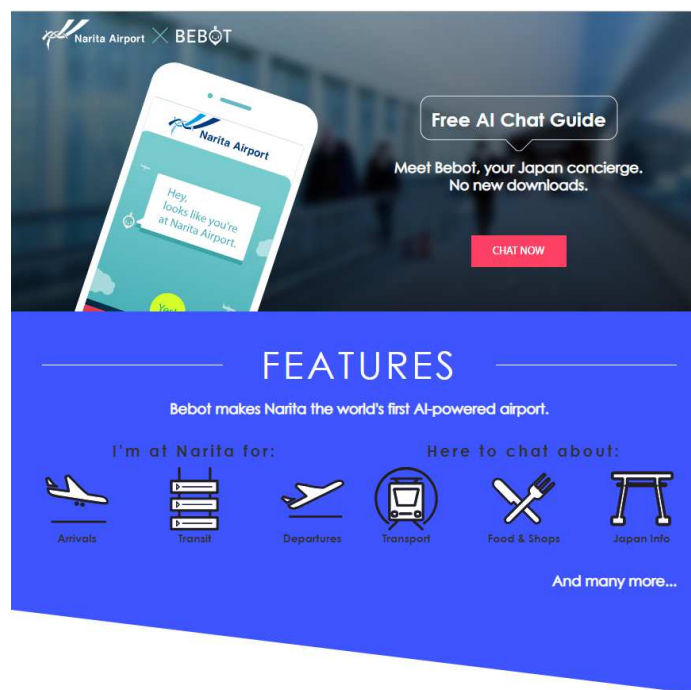 Narita Airport × BEBOT
Narita Airport
Hey,
looks like you're
at Narita Airport.
Yes!
Free AI Chat Guide
Meet Bebot, your Japan concierge.
No new downloads.
CHAT NOW
FEATURES
Bebot makes Narita the world's first AI-powered airport.
I'm at Narita for:
Arrivals
Transit
Departures
Here to chat about:
Transport
Food & Shops
Japan Info
And many more...